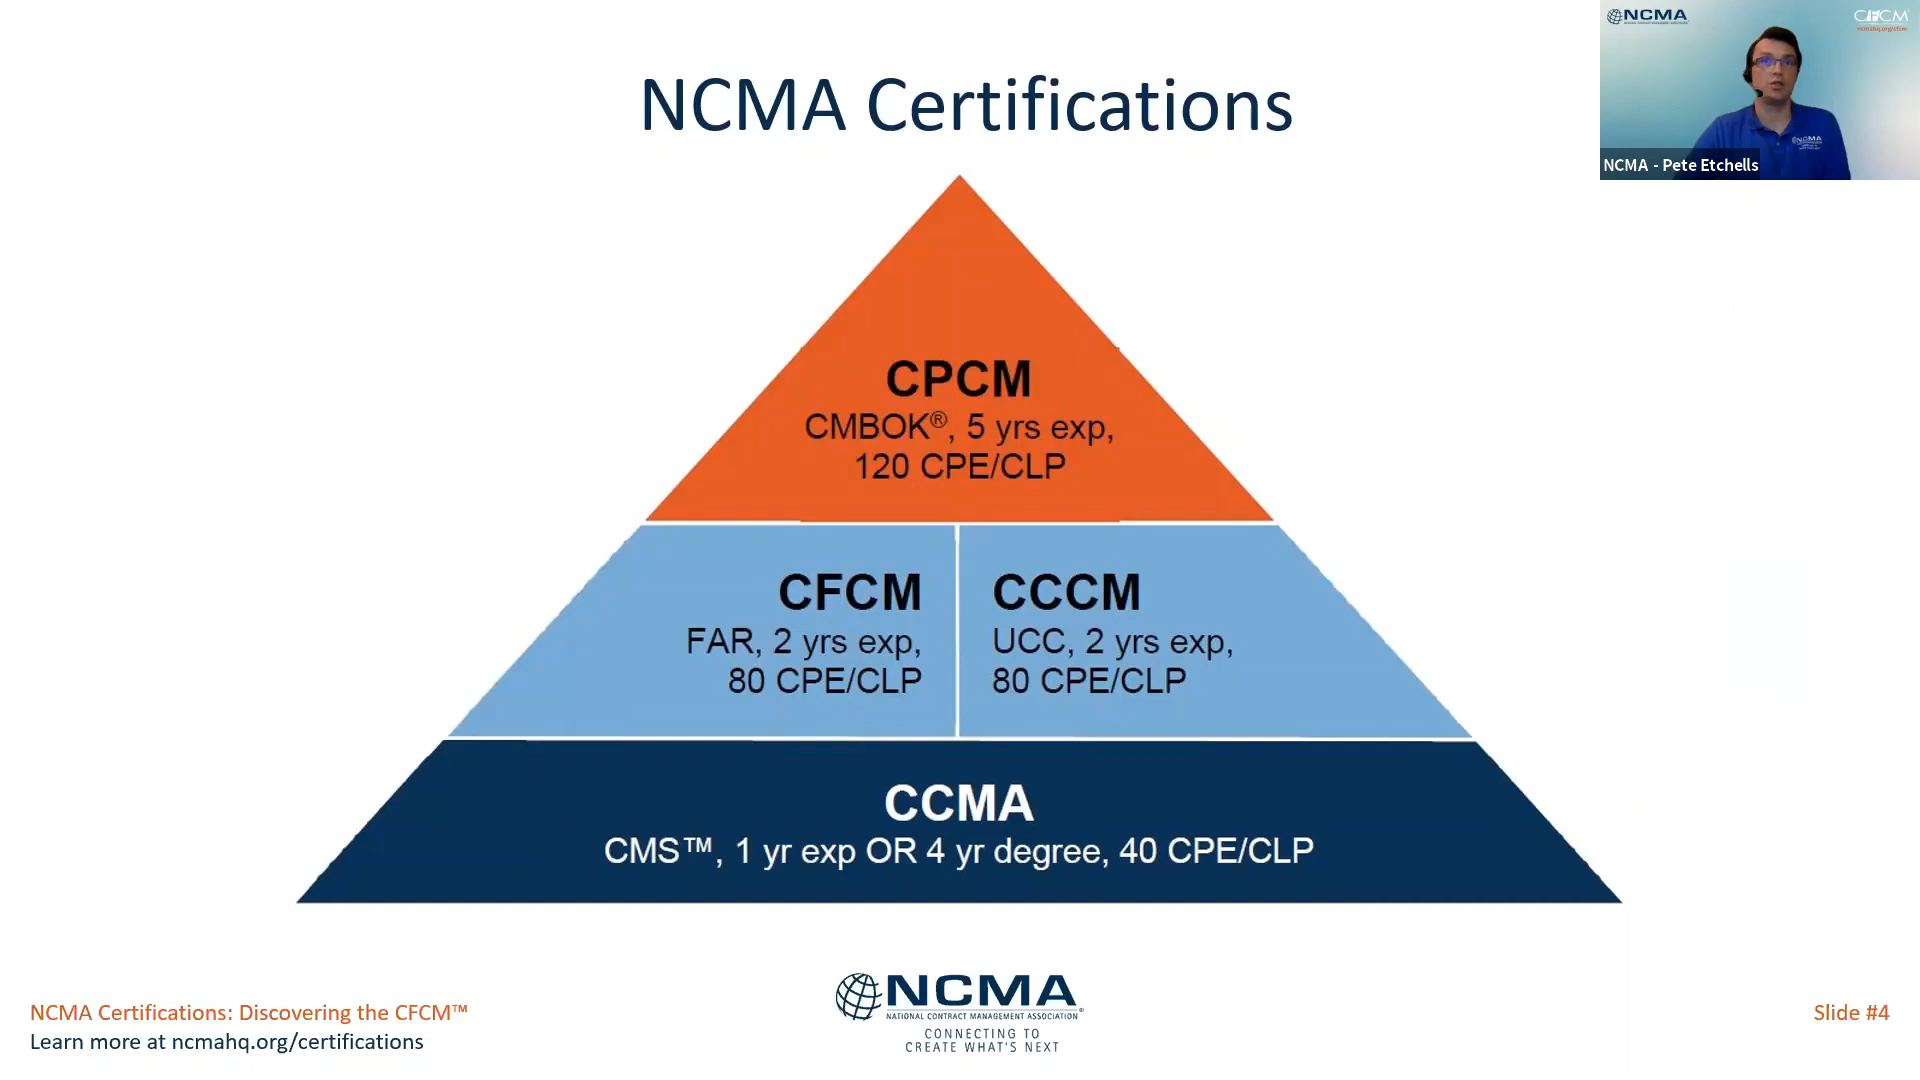 NCMA
CFCM
NCMA
NCMA - Pete Etchells
NCMA Certifications
CPCM
CMBOK®, 5 yrs exp,
120 CPE/CLP
CFCM
FAR, 2 yrs exp,
80 CPE/CLP
CCCM
UCC, 2 yrs exp,
80 CPE/CLP
CCMA
CMS™, 1 yr exp OR 4 yr degree, 40 CPE/CLP
NCMA
NATIONAL CONTRACT MANAGEMENT ASSOCIATION®
CONNECTING TO
CREATE WHAT'S NEXT
NCMA Certifications: Discovering the CFCM™
Learn more at ncmahq.org/certifications
Slide #4